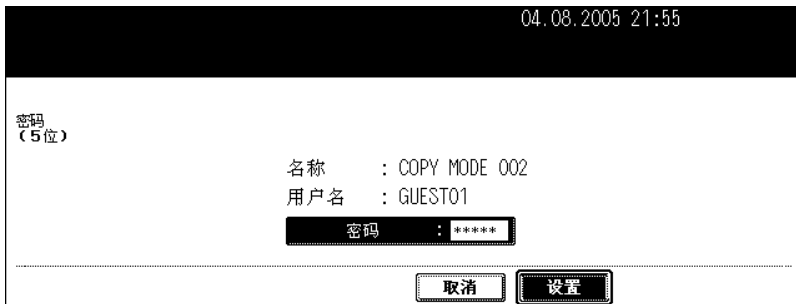 04.08.2005 21:55
密码
(5位)
名称 : COPY MODE 002
用户名 : GUEST01
密码 : *****
取消 设置